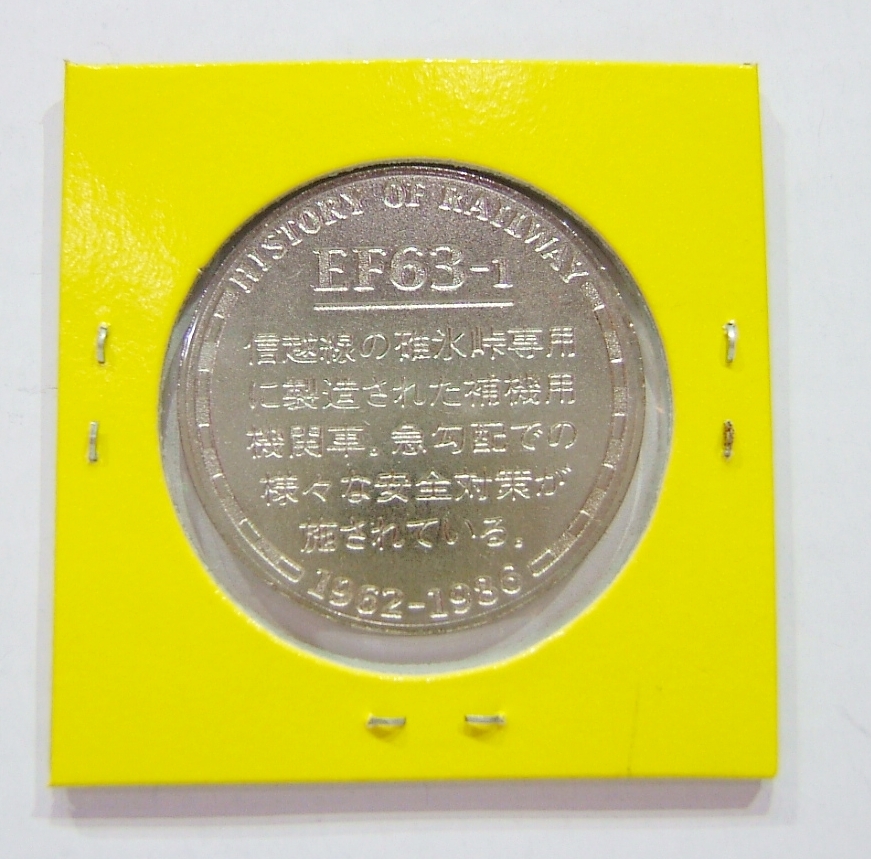 HISTORY OF RAILWAY
EF63-1
信越線の碓氷峠専用
に製造された補機用
機関車。急勾配での
様々な安全対策が
施されている。
1962-1986